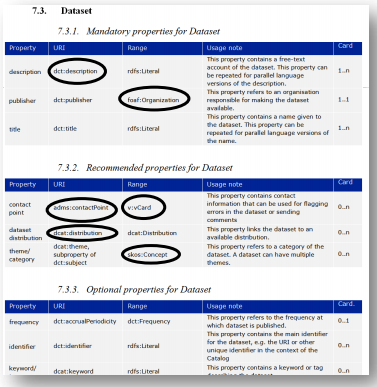 7.3. Dataset
7.3.1. Mandatory properties for Dataset
Property URI Range Usage note Card
description dct:description rdfs:Literal This property contains a free-text
account of the dataset. This property can
be repeated for parallel language
versions of the description. 1..n
publisher dct:publisher foaf:Organization This property refers to an organisation
responsible for making the dataset
available. 1..1
title dct:title rdfs:Literal This property contains a name given to
the dataset. This property can be
repeated for parallel language versions of
the name. 1..n
7.3.2. Recommended properties for Dataset
Property URI Range Usage note Card
contact
point adms:contactPoint v:vCard This property contains contact
information that can be used for flagging
errors in the dataset or sending
comments 0..n
dataset
distribution dcat:distribution dcat:Distribution This property links the dataset to an
available distribution. 0..n
theme/
category dcat:theme,
subproperty of
dct:subject skos:Concept This property refers to a category of the
dataset. A dataset can have multiple
themes. 0..n
7.3.3. Optional properties for Dataset
Property URI Range Usage note Card.
frequency dct:accrualPeriodicity dct:Frequency This property refers to the frequency at
which dataset is published. 0..1
identifier dct:identifier rdfs:Literal This property contains the main identifier
for the dataset, e.g. the URI or other
unique identifier in the context of the
Catalog 0..n
keyword/ dcat:keyword rdfs:Literal This property contains a keyword or tag
0..n